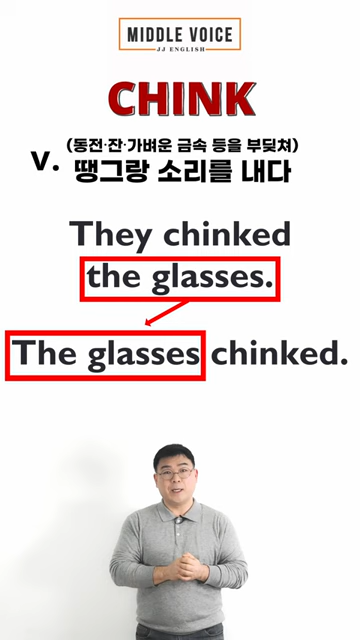 MIDDLE VOICE
JJ ENGLISH
CHINK
v. (동전·잔·가벼운 금속 등을 부딪쳐)
땡그랑 소리를 내다
They chinked
the glasses.
The glasses chinked.